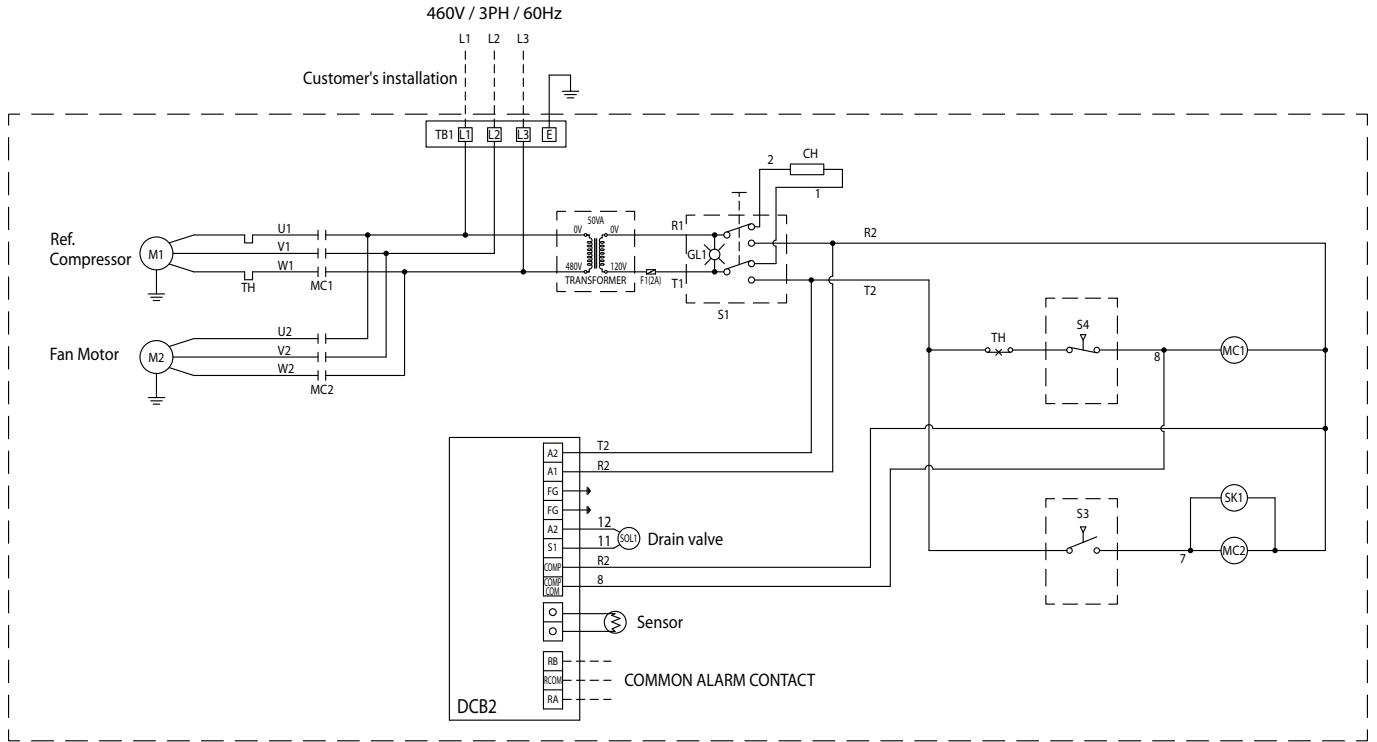 460V / 3PH / 60Hz
L1 L2 L3
Customer's installation
TB1 L1 L2 L3 E
CH
2
1
50VA
0V 0V
480V 120V
TRANSFORMER
F1(2A)
R1
GL1
T1
S1
R2
T2
Ref.
Compressor
M1
U1
V1
W1
TH
MC1
Fan Motor
M2
U2
V2
W2
MC2
TH
S4
8
MC1
S3
7
SK1
MC2
A2 T2
A1 R2
FG
FG
A2 12
S1 11
SOL1
Drain valve
COMP R2
COMP
COM
8
Sensor
RB
RCOM
RA
COMMON ALARM CONTACT
DCB2